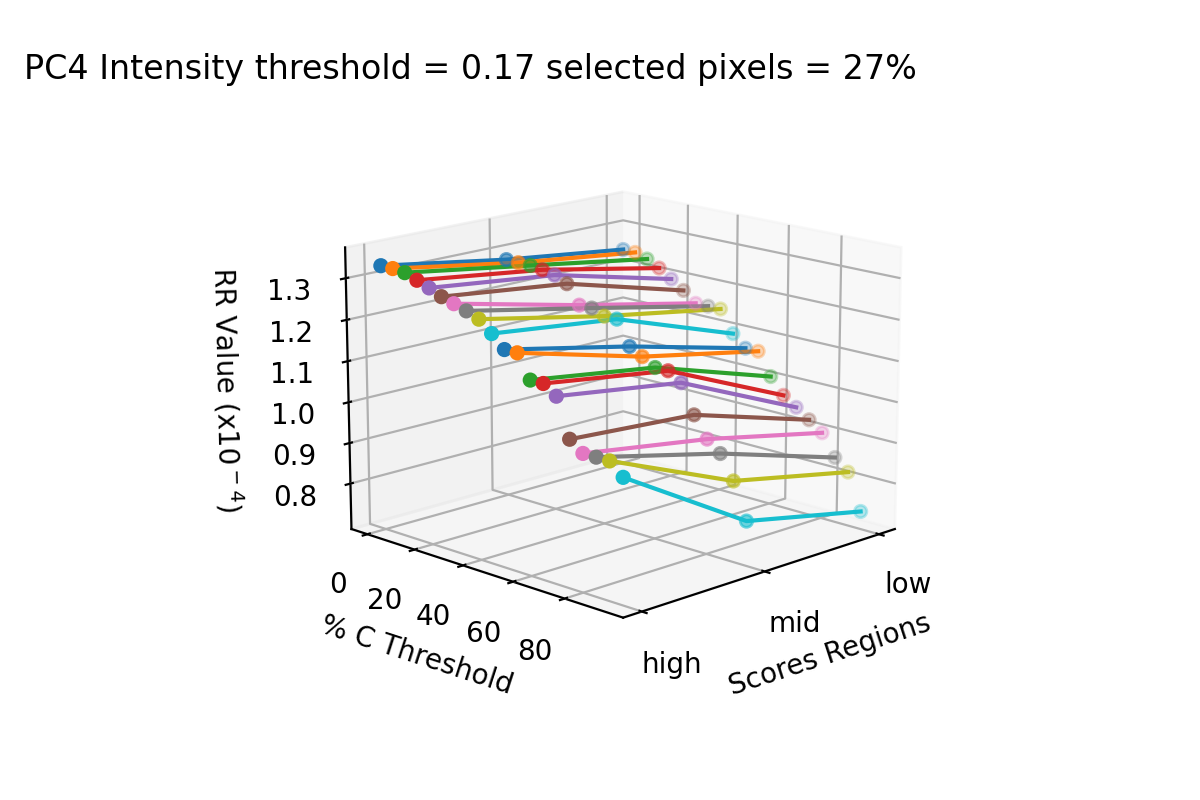 PC4 Intensity threshold = 0.17 selected pixels = 27%
RR Value (x10⁻⁴)
1.3
1.2
1.1
1.0
0.9
0.8
0
20
40
60
80
% C Threshold
high
mid
low
Scores Regions